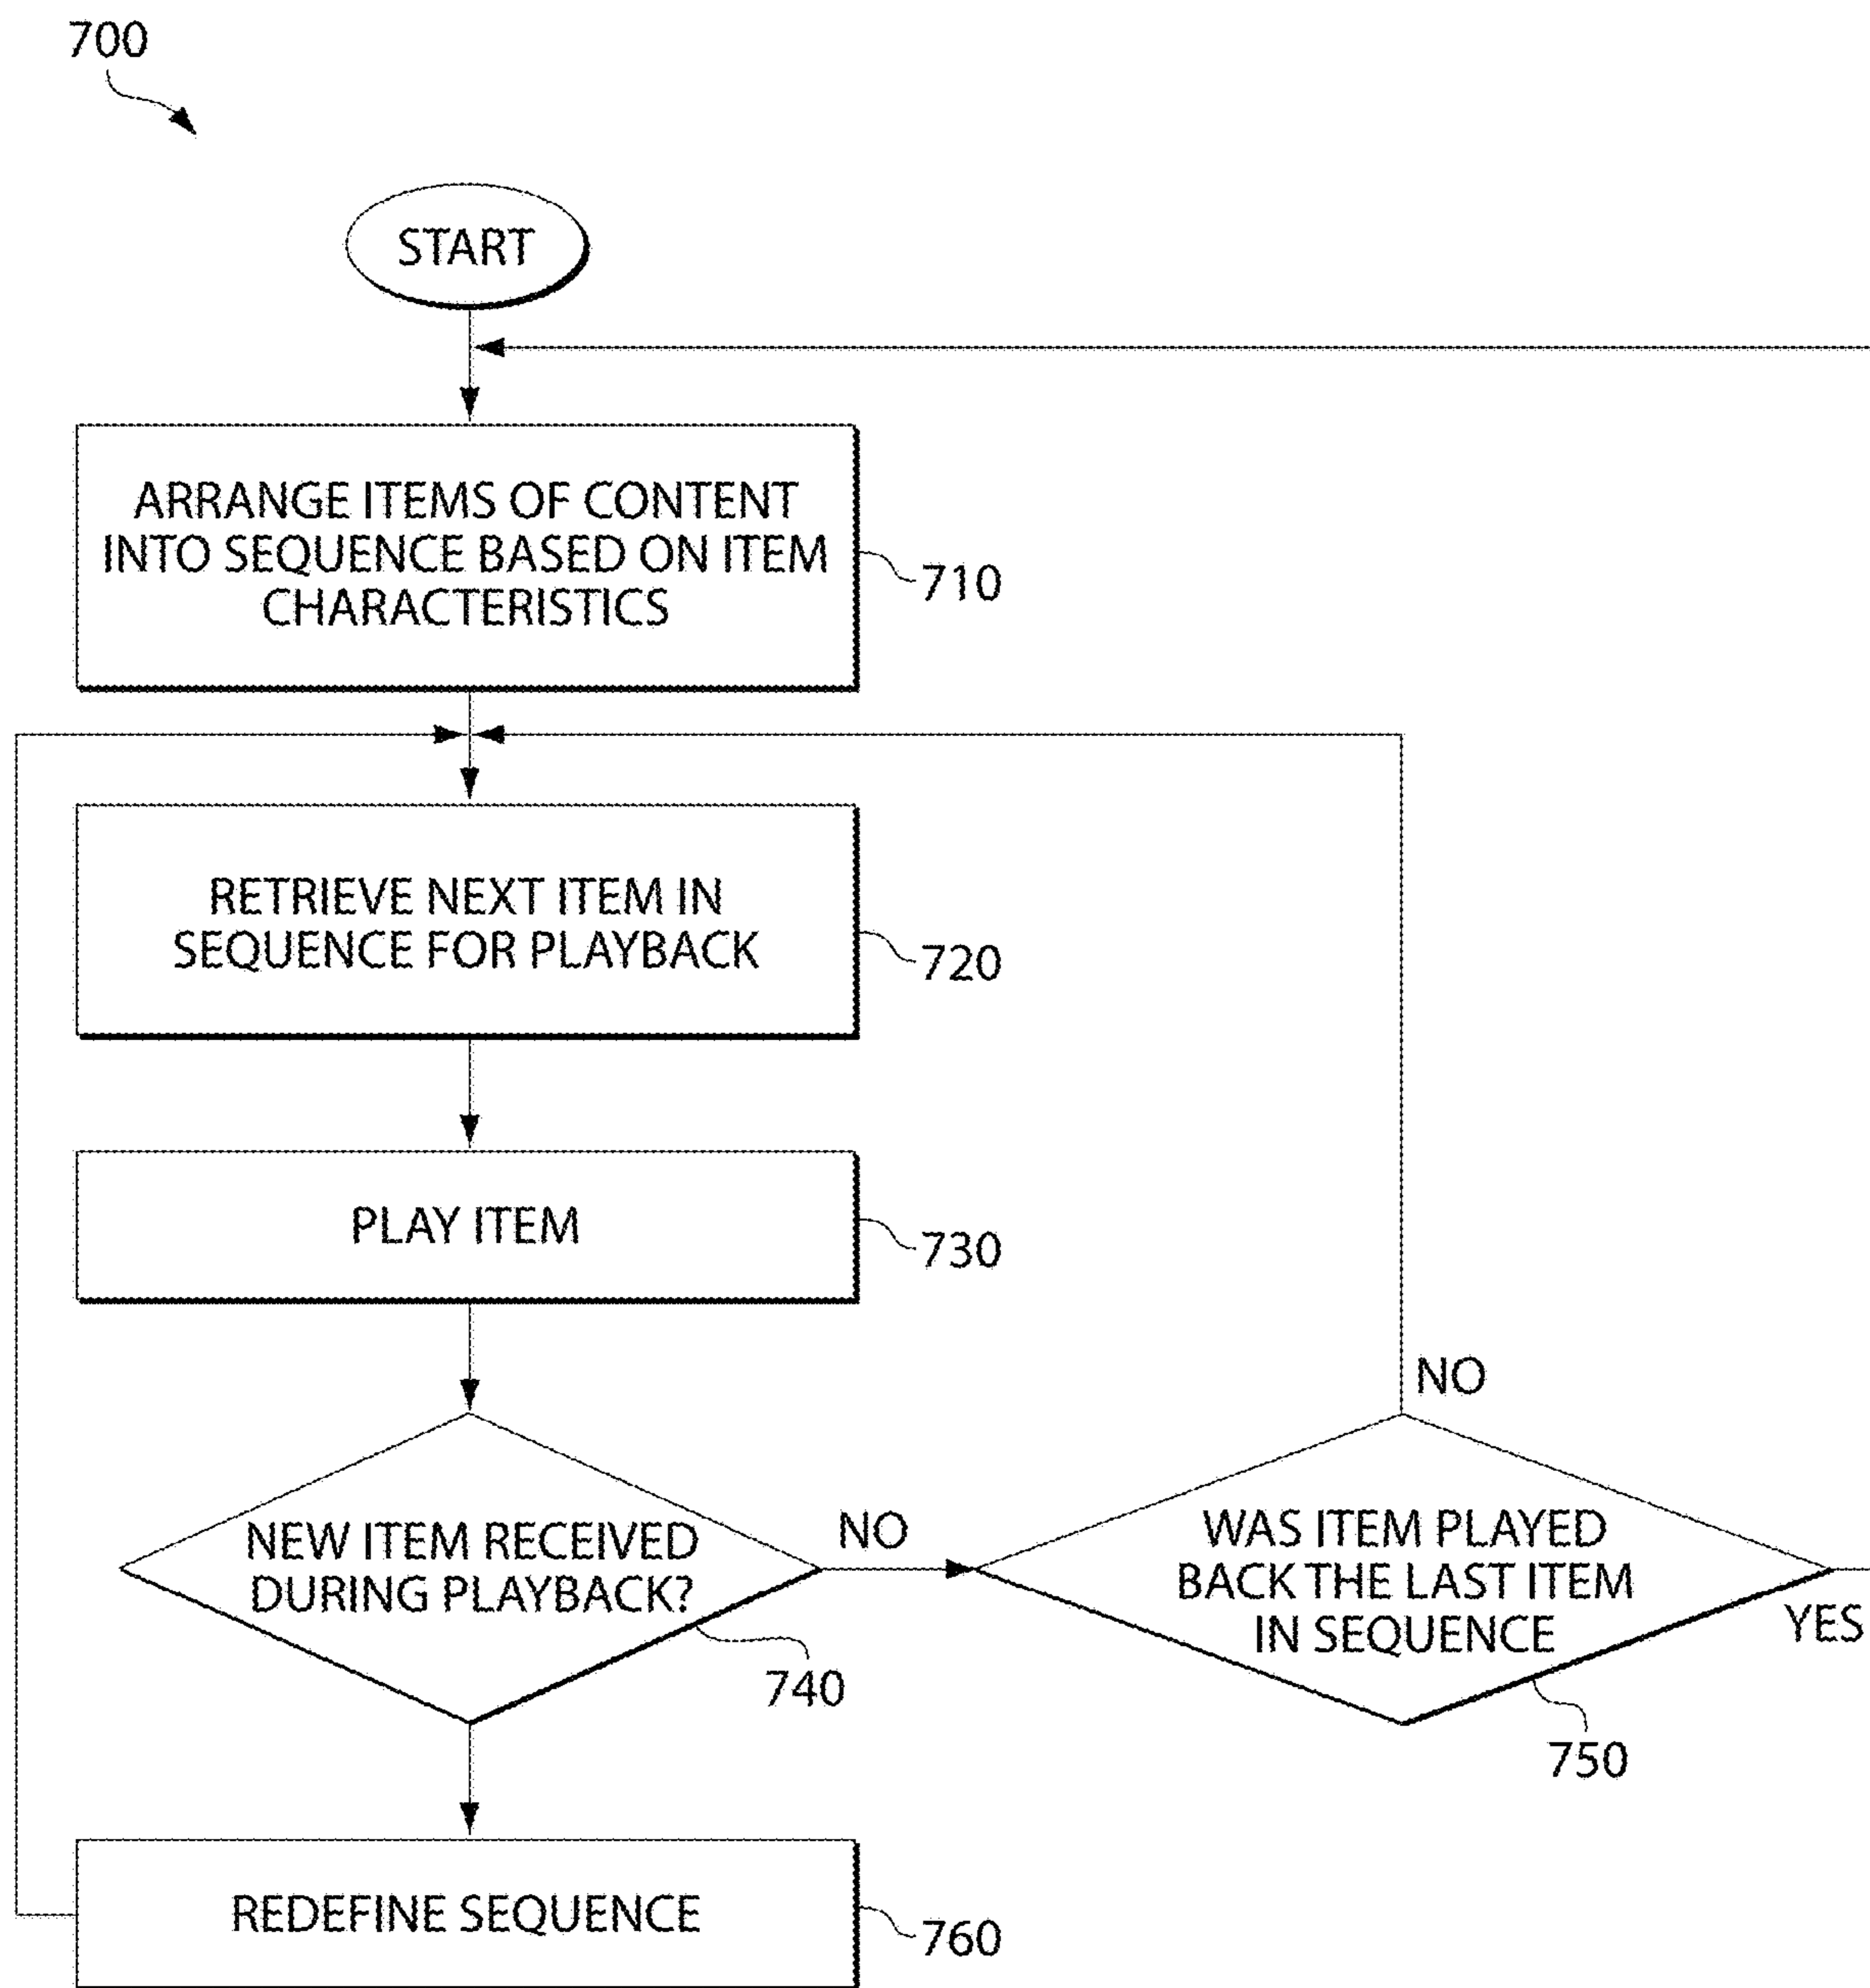 700
START
ARRANGE ITEMS OF CONTENT
INTO SEQUENCE BASED ON ITEM
CHARACTERISTICS
710
RETRIEVE NEXT ITEM IN
SEQUENCE FOR PLAYBACK
720
PLAY ITEM
730
NEW ITEM RECEIVED
DURING PLAYBACK?
740
NO
WAS ITEM PLAYED
BACK THE LAST ITEM
IN SEQUENCE
750
NO
YES
REDEFINE SEQUENCE
760